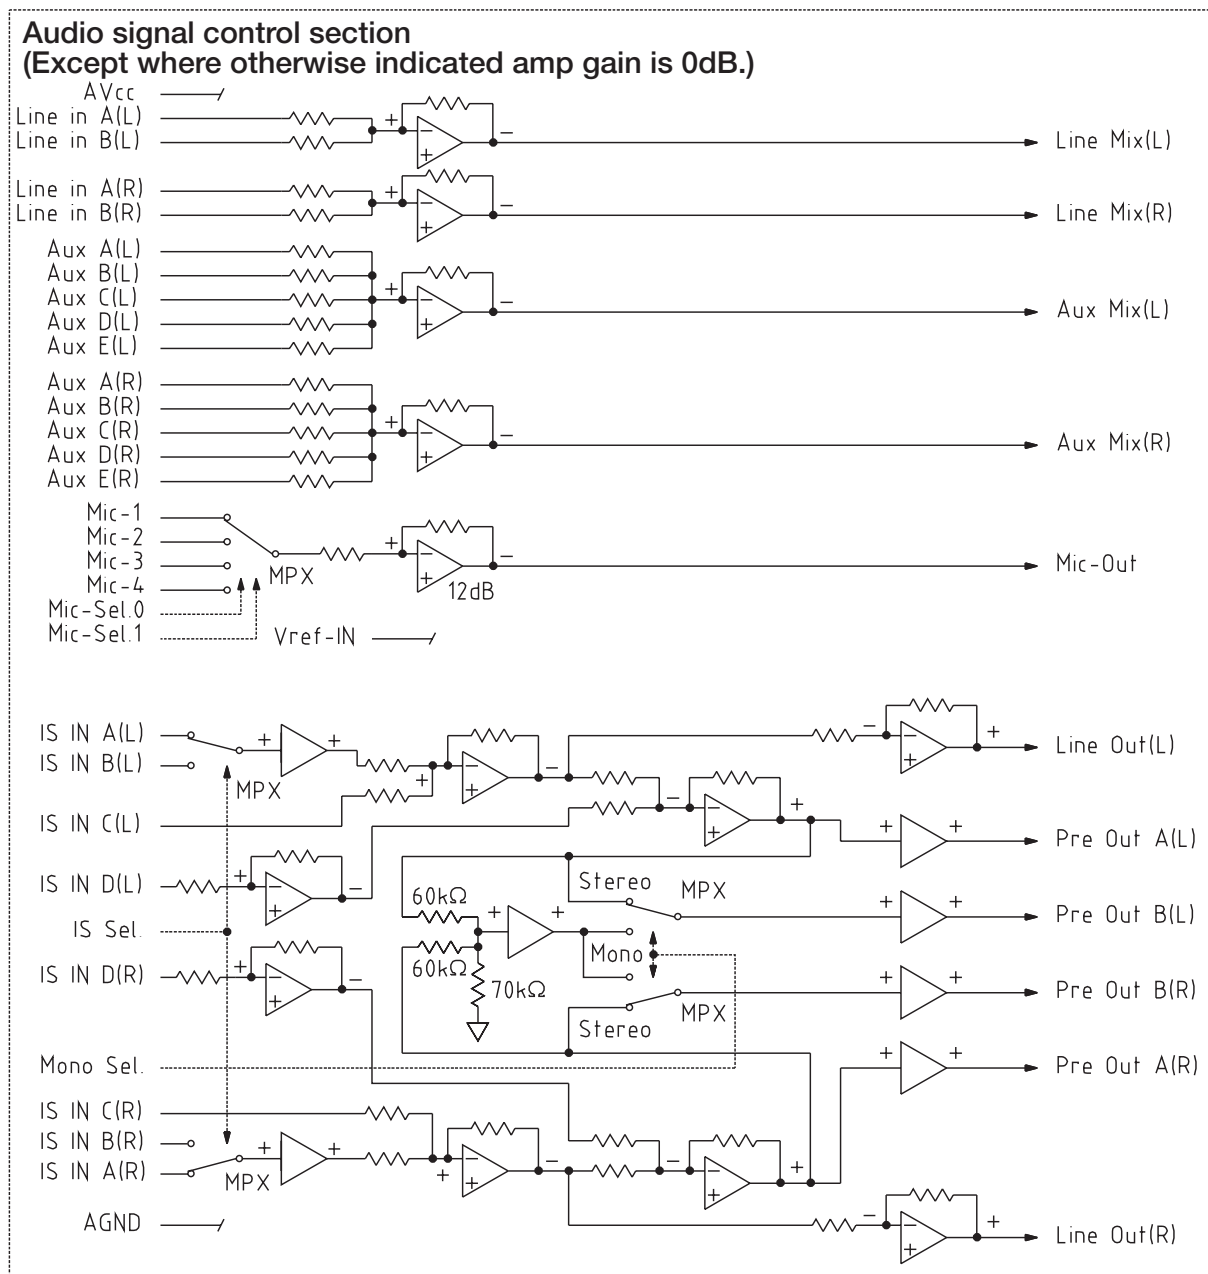 Audio signal control section
(Except where otherwise indicated amp gain is 0dB.)
AVcc
Line in A(L)
Line in B(L)
+
−
−
+
Line Mix(L)
Line in A(R)
Line in B(R)
+
−
−
+
Line Mix(R)
Aux A(L)
Aux B(L)
Aux C(L)
Aux D(L)
Aux E(L)
+
−
−
+
Aux Mix(L)
Aux A(R)
Aux B(R)
Aux C(R)
Aux D(R)
Aux E(R)
+
−
−
+
Aux Mix(R)
Mic-1
Mic-2
Mic-3
Mic-4
Mic-Sel.0
Mic-Sel.1
MPX
+
−
−
+
12dB
Mic-Out
Vref-IN
IS IN A(L)
IS IN B(L)
MPX
+
+
+
−
+
−
−
−
+
+
Line Out(L)
IS IN C(L)
−
−
+
+
+
+
Pre Out A(L)
IS IN D(L)
+
−
+
−
60kΩ
+
+
Stereo
MPX
+
+
Pre Out B(L)
IS Sel.
Mono
IS IN D(R)
+
−
+
−
60kΩ
70kΩ
Stereo
MPX
+
+
Pre Out B(R)
Mono Sel.
+
+
Pre Out A(R)
IS IN C(R)
IS IN B(R)
IS IN A(R)
MPX
+
+
+
−
+
−
−
−
+
+
AGND
−
−
+
+
Line Out(R)